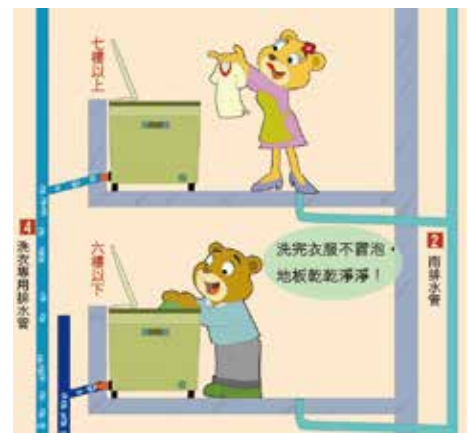 七樓以上
4 洗衣專用排水管
六樓以下
洗完衣服不冒泡，
地板乾乾淨淨！
2 雨排水管